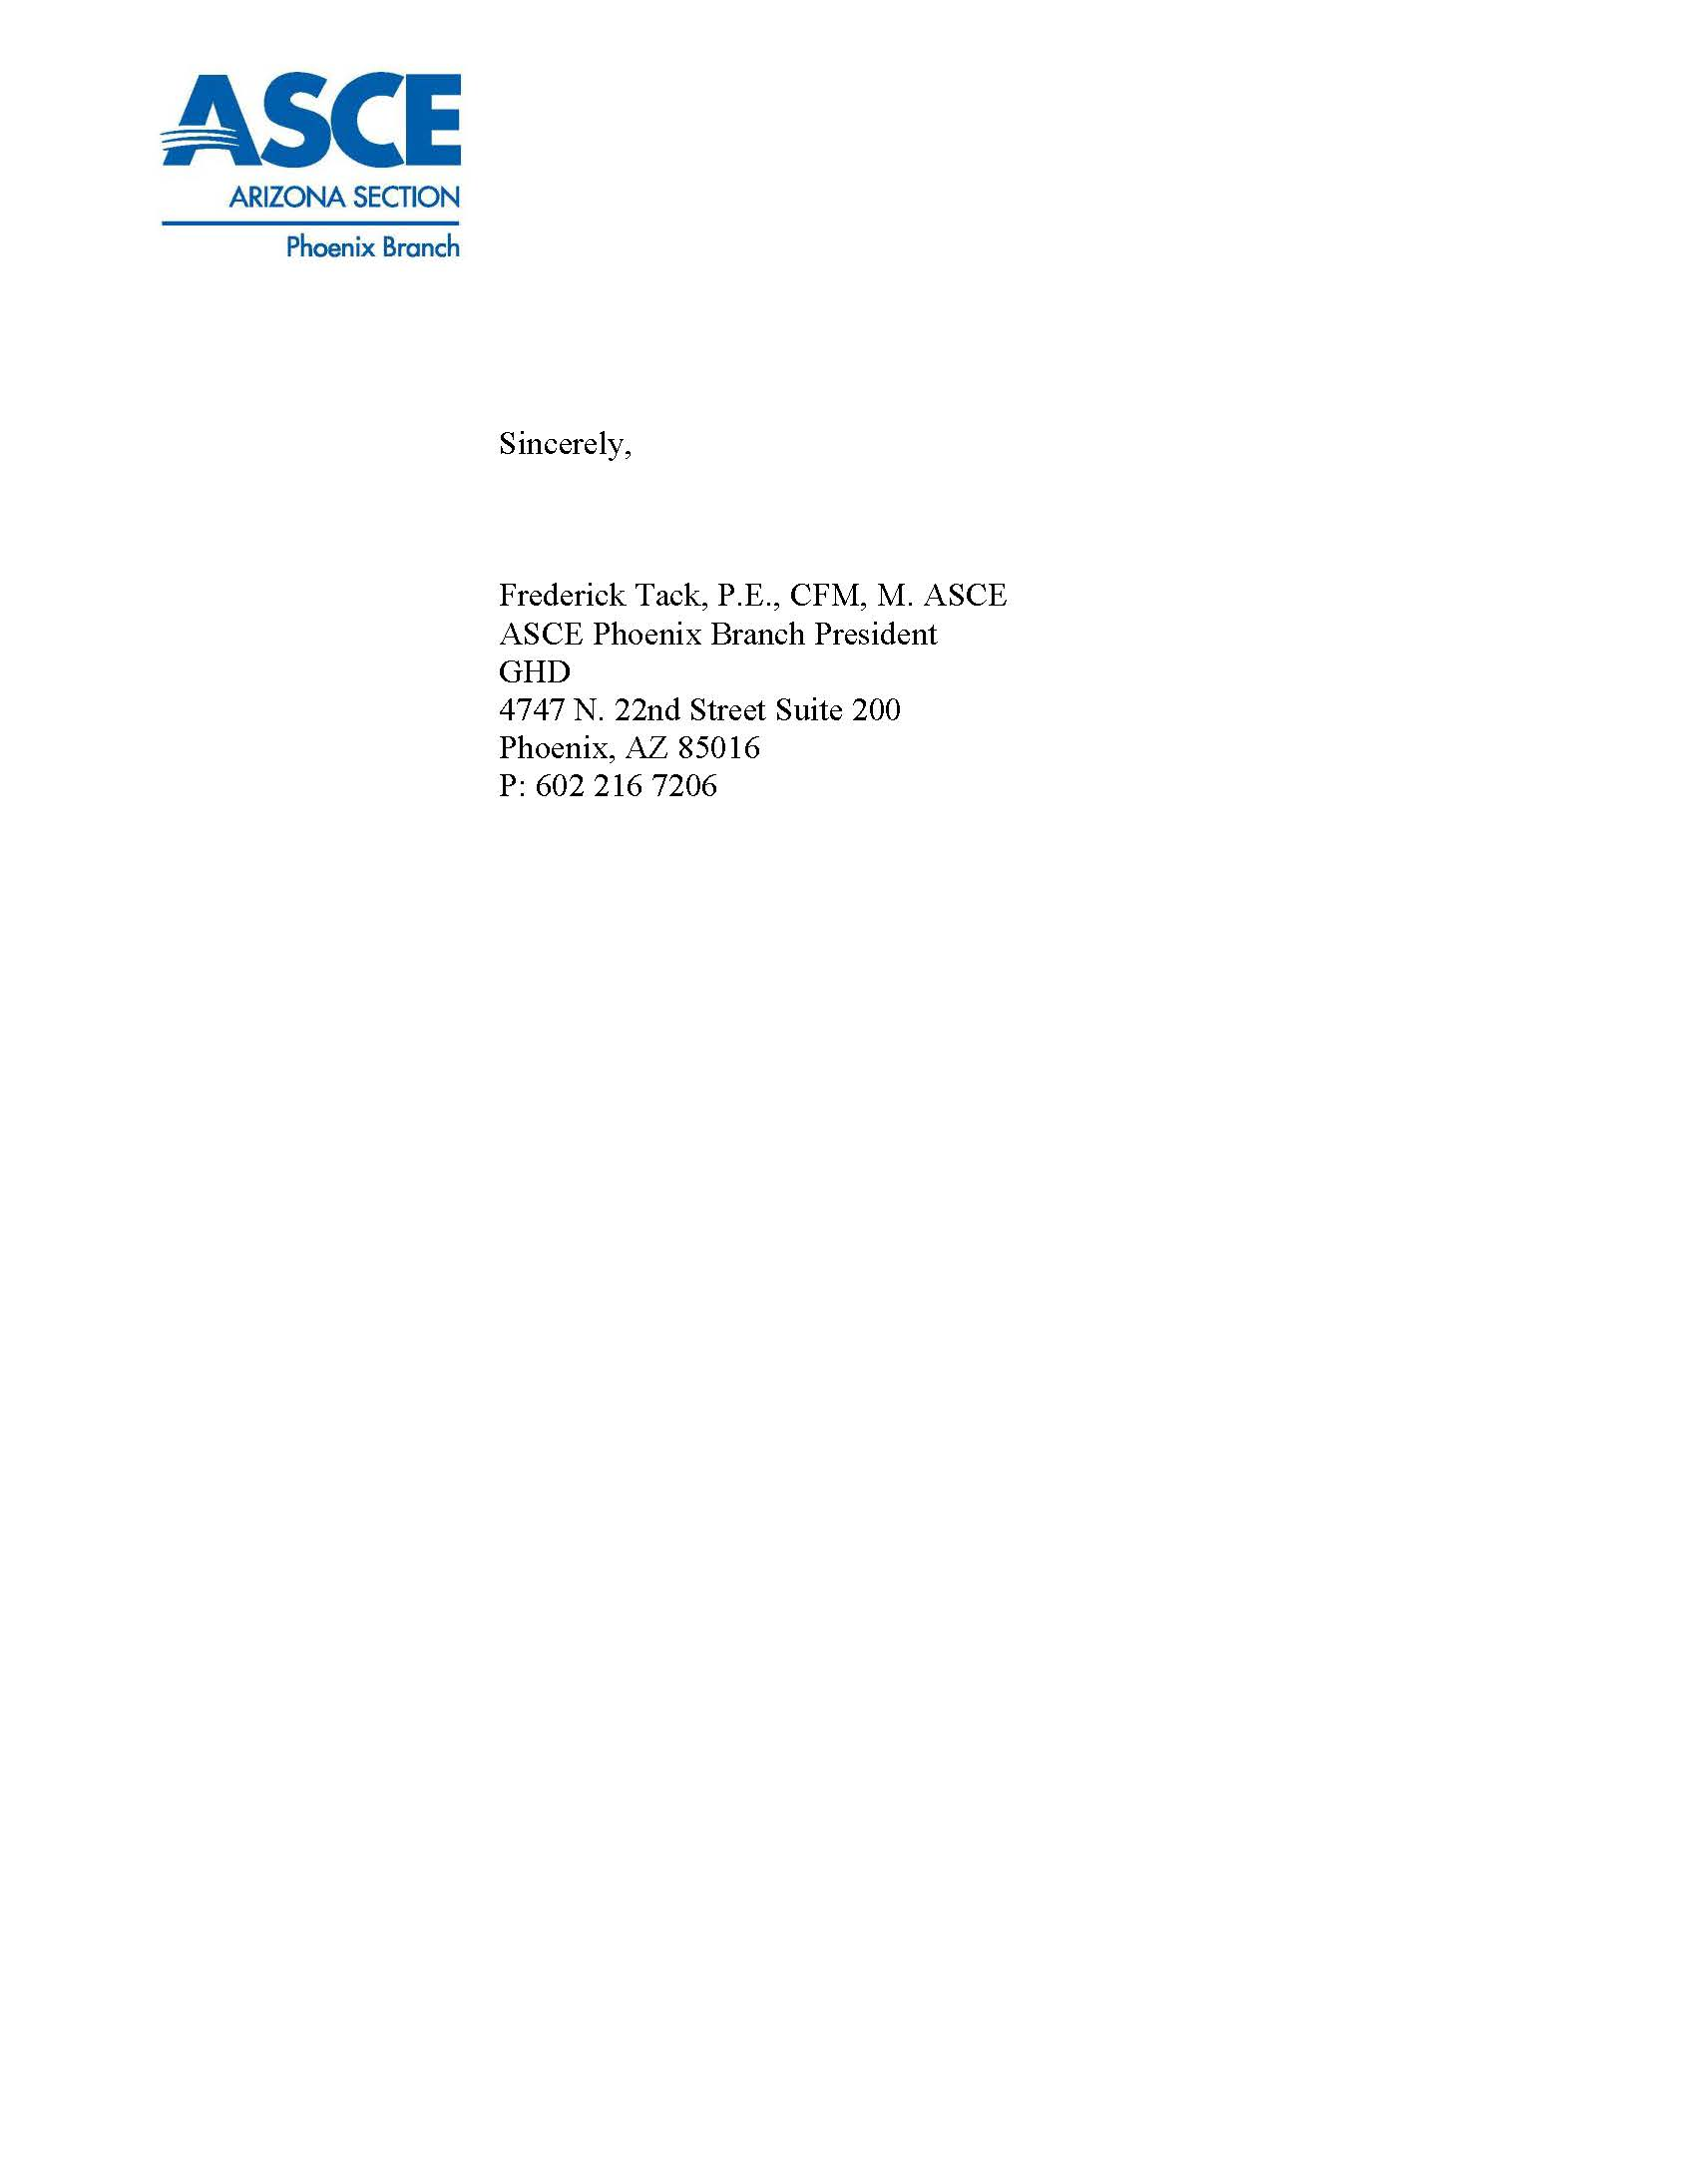 ASCE
ARIZONA SECTION
Phoenix Branch
Sincerely,
Frederick Tack, P.E., CFM, M. ASCE
ASCE Phoenix Branch President
GHD
4747 N. 22nd Street Suite 200
Phoenix, AZ 85016
P: 602 216 7206